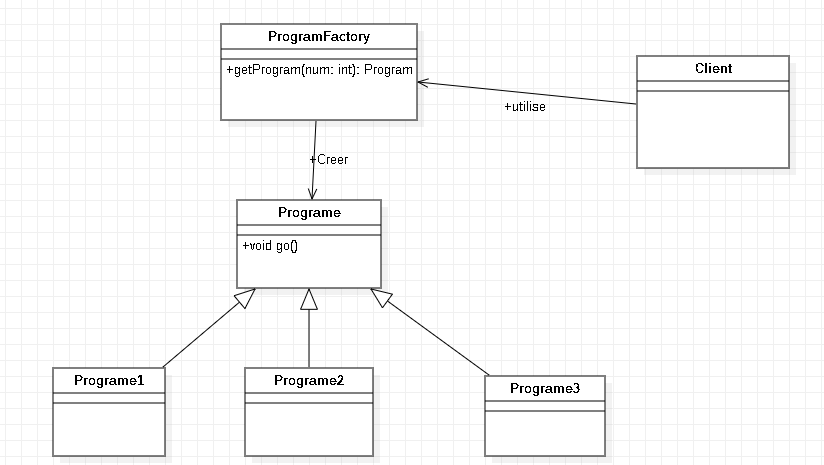 ProgramFactory
+getProgram(num: int): Program
Client
+utilise
+Creer
Programe
+void go()
Programe1
Programe2
Programe3